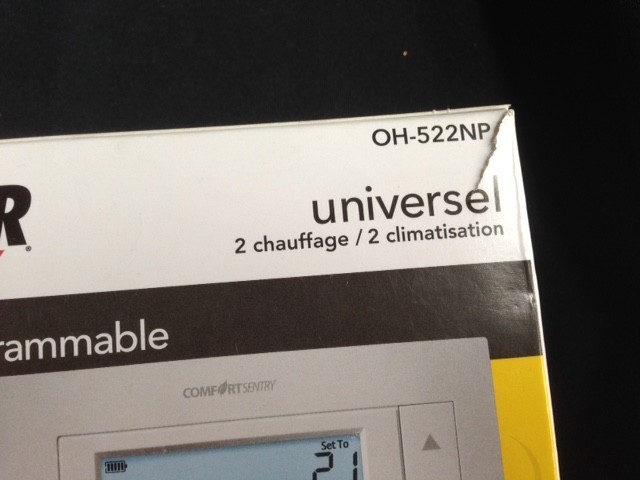 OH-522NP
R
universel
2 chauffage / 2 climatisation
rammable
COMFORTSENTRY
Set To
21